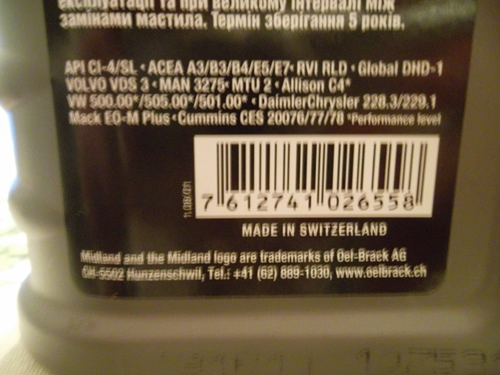 експлуатації та при великому інтервалі між
замінами мастила. Термін зберігання 5 років.
API CI-4/SL · ACEA A3/B3/B4/E5/E7 · RVI RLD · Global DHD-1
VOLVO VDS 3 · MAN 3275 · MTU 2 · Allison C4*
VW 500.00*/505.00*/501.01* · DaimlerChrysler 228.3/229.1
Mack EO-M Plus · Cummins CES 20076/77/78 *Performance level
7 612741 026558
MADE IN SWITZERLAND
Midland and the Midland logo are trademarks of Oel-Brack AG
CH-5502 Hunzenschwil, Tel.: +41 (62) 889-1030, www.oelbrack.ch